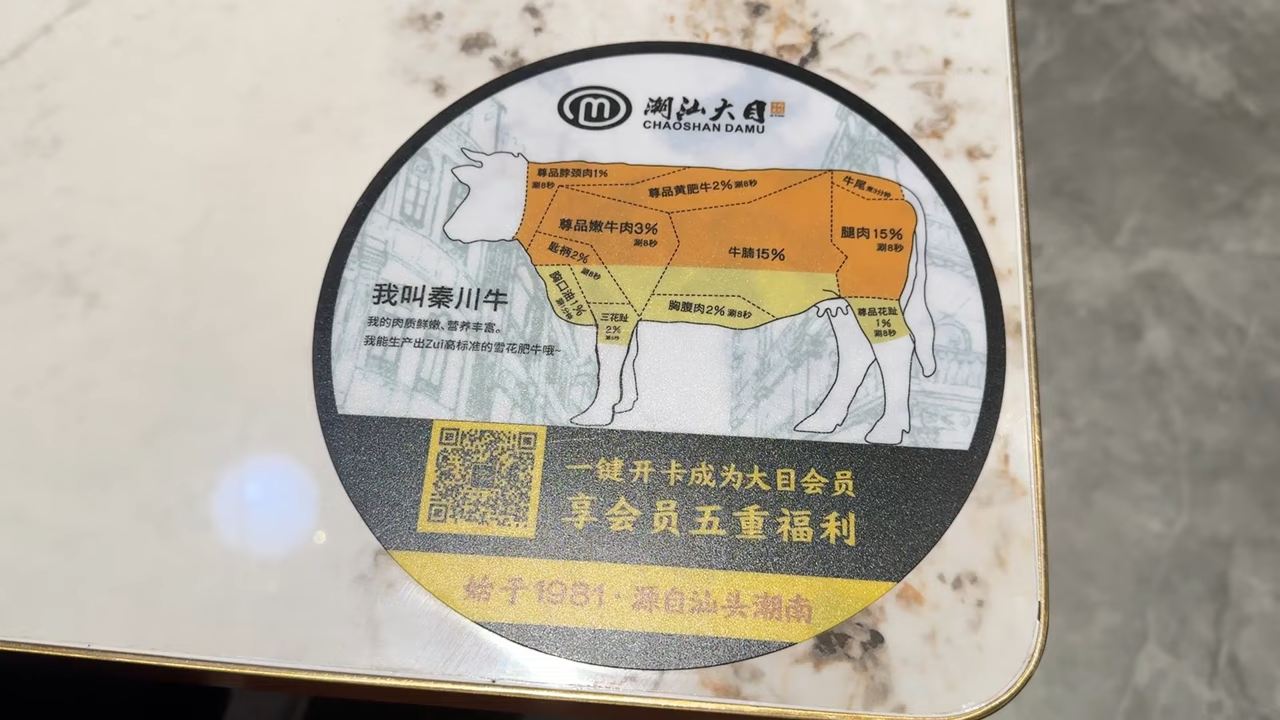 潮汕大目
CHAOSHAN DAMU
尊品脖颈肉1%
涮8秒
尊品黄肥牛2% 涮8秒
牛尾
尊品嫩牛肉3%
涮8秒
牛腩15%
腿肉15%
涮8秒
匙柄2%
涮8秒
胸口油1%
三花趾
2%
胸腹肉2% 涮8秒
尊品花趾
1%
涮8秒
我叫秦川牛
我的肉质鲜嫩、营养丰富。
我能生产出Zui高标准的雪花肥牛哦~
一键开卡成为大目会员
享会员五重福利
始于1981·源自汕头潮南